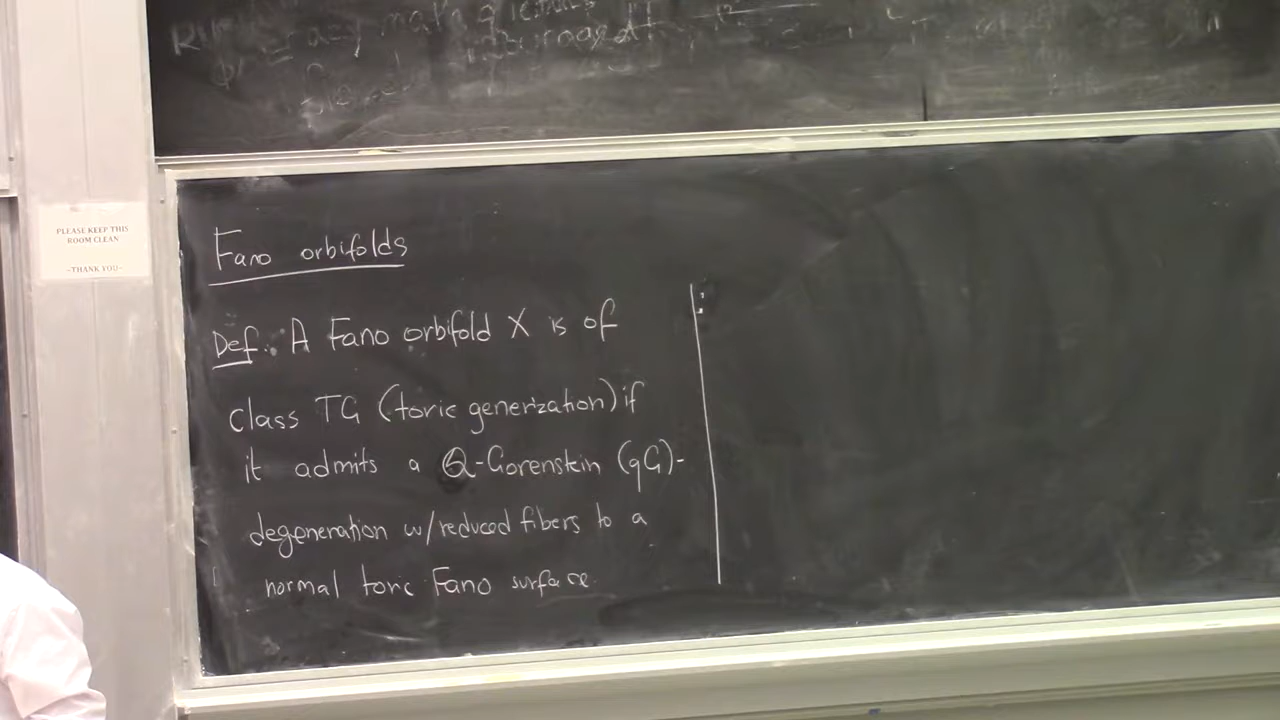 PLEASE KEEP THIS
ROOM CLEAN
~THANK YOU~
Fano orbifolds
Def. A Fano orbifold X is of
class TG (toric generization) if
it admits a Q-Gorenstein (qG)-
degeneration w/reduced fibers to a
normal toric Fano surface.